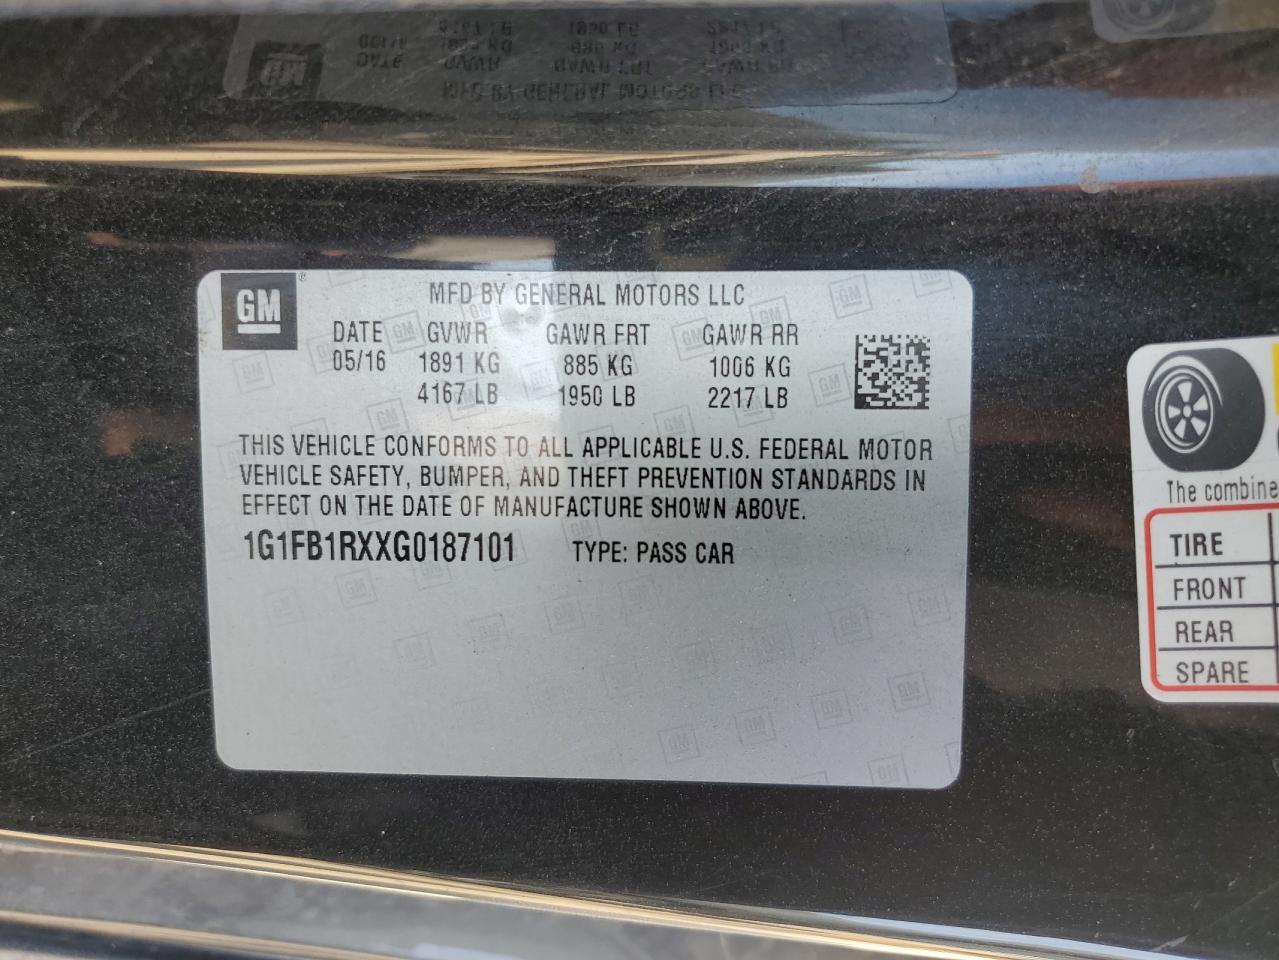 GM
MFD BY GENERAL MOTORS LLC
DATE GVWR GAWR FRT GAWR RR
05/16 1891 KG 885 KG 1006 KG
4167 LB 1950 LB 2217 LB
THIS VEHICLE CONFORMS TO ALL APPLICABLE U.S. FEDERAL MOTOR
VEHICLE SAFETY, BUMPER, AND THEFT PREVENTION STANDARDS IN
EFFECT ON THE DATE OF MANUFACTURE SHOWN ABOVE.
1G1FB1RXXG0187101 TYPE: PASS CAR
The combine
TIRE
FRONT
REAR
SPARE